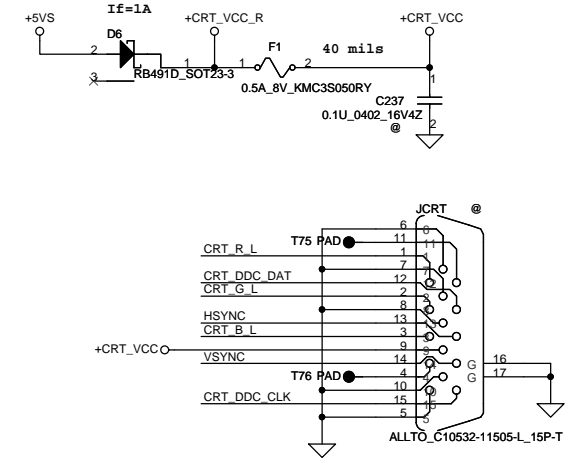 If=1A
+5VS
+CRT_VCC_R
+CRT_VCC
D6
F1
40 mils
2
1
1
2
3
RB491D_SOT23-3
0.5A_8V_KMC3S050RY
1
C237
0.1U_0402_16V4Z
@
2
JCRT @
6
T75 PAD
11
CRT_R_L
1
7
CRT_DDC_DAT
12
CRT_G_L
2
8
HSYNC
13
CRT_B_L
3
+CRT_VCC
9
VSYNC
14
T76 PAD
4
10
CRT_DDC_CLK
15
5
G 16
G 17
ALLTO_C10532-11505-L_15P-T